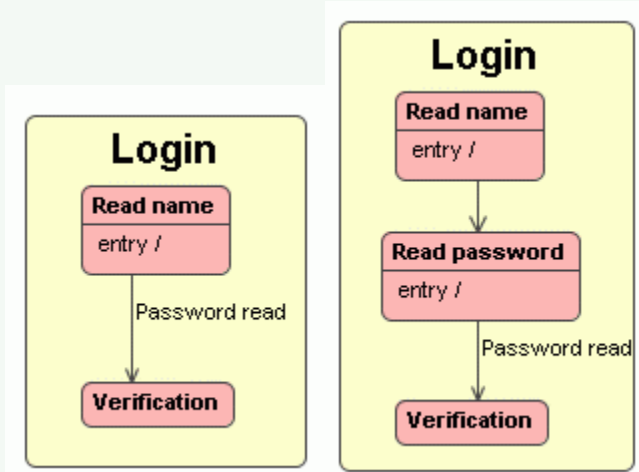 Login
Read name
entry /
Password read
Verification
Login
Read name
entry /
Read password
entry /
Password read
Verification